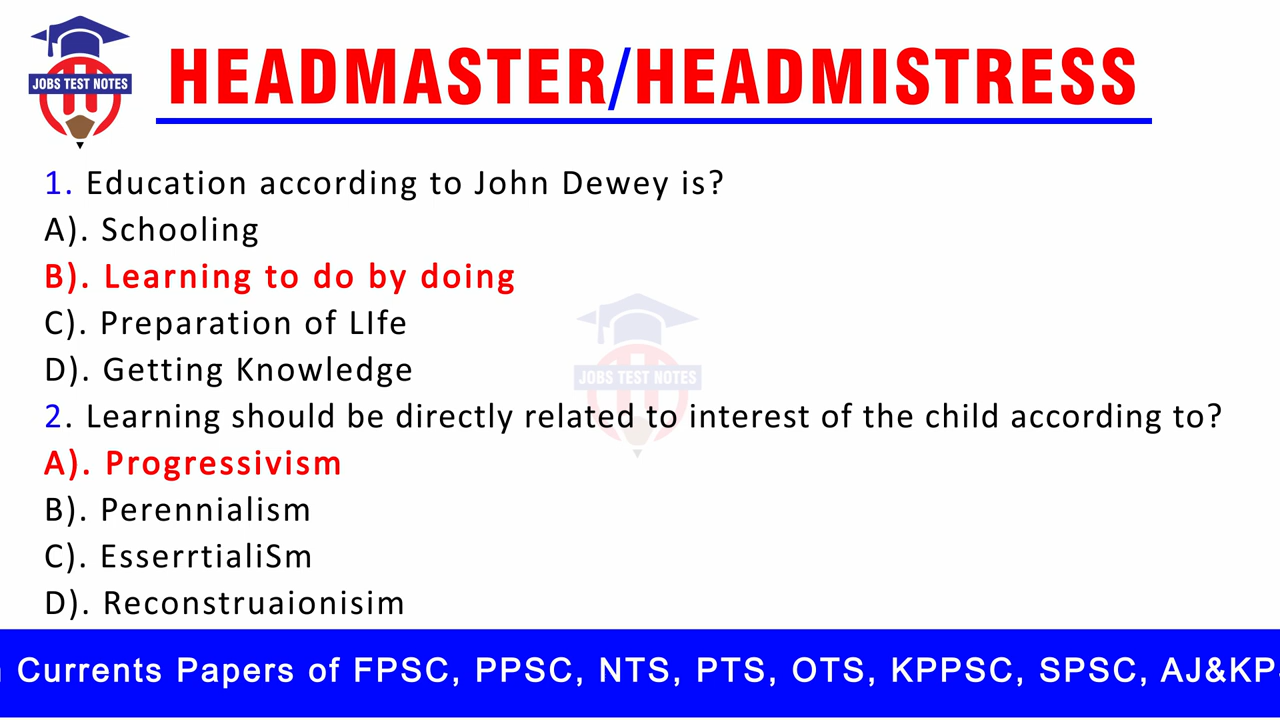 JOBS TEST NOTES
HEADMASTER/HEADMISTRESS
1. Education according to John Dewey is?
A). Schooling
B). Learning to do by doing
C). Preparation of LIfe
D). Getting Knowledge
JOBS TEST NOTES
2. Learning should be directly related to interest of the child according to?
A). Progressivism
B). Perennialism
C). EsserrtialiSm
D). Reconstruaionisim
Currents Papers of FPSC, PPSC, NTS, PTS, OTS, KPPSC, SPSC, AJ&KP